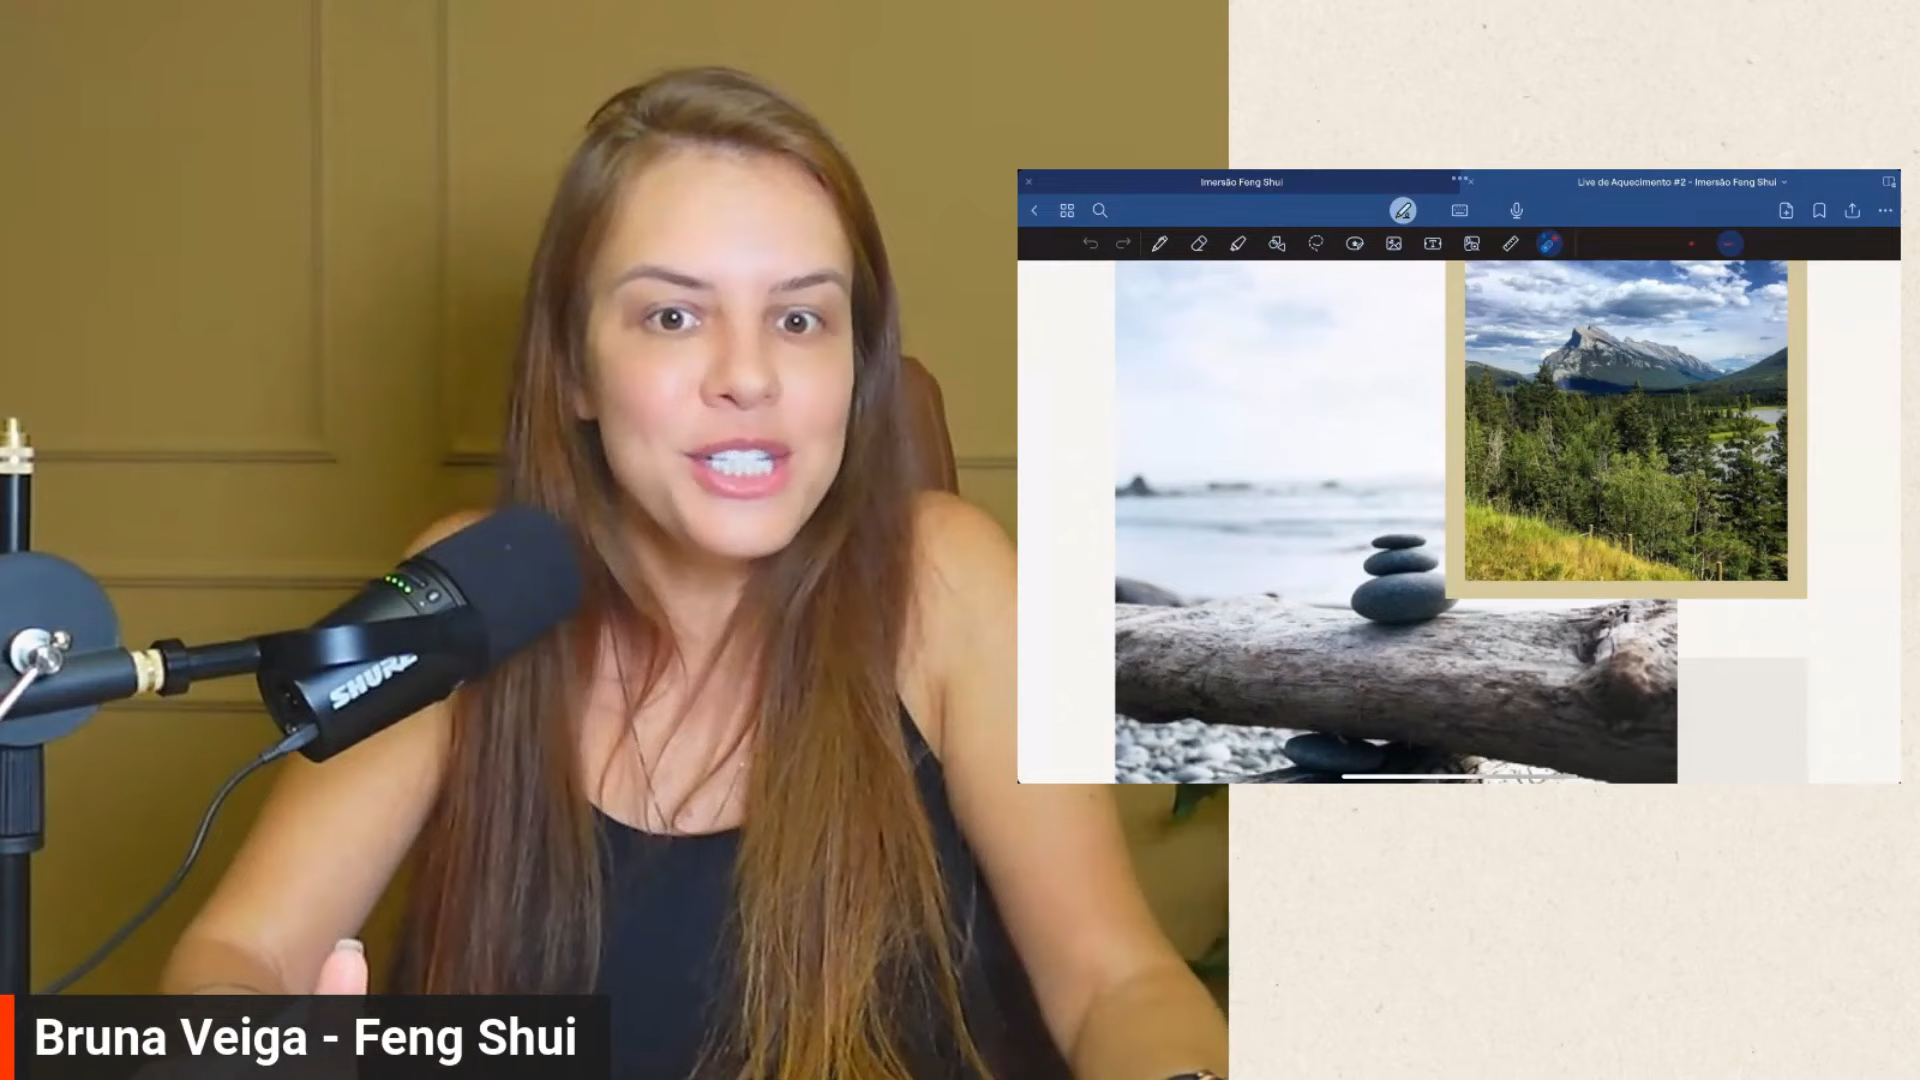 Imersão Feng Shui
Live de Aquecimento #2 - Imersão Feng Shui
SHURE
Bruna Veiga - Feng Shui